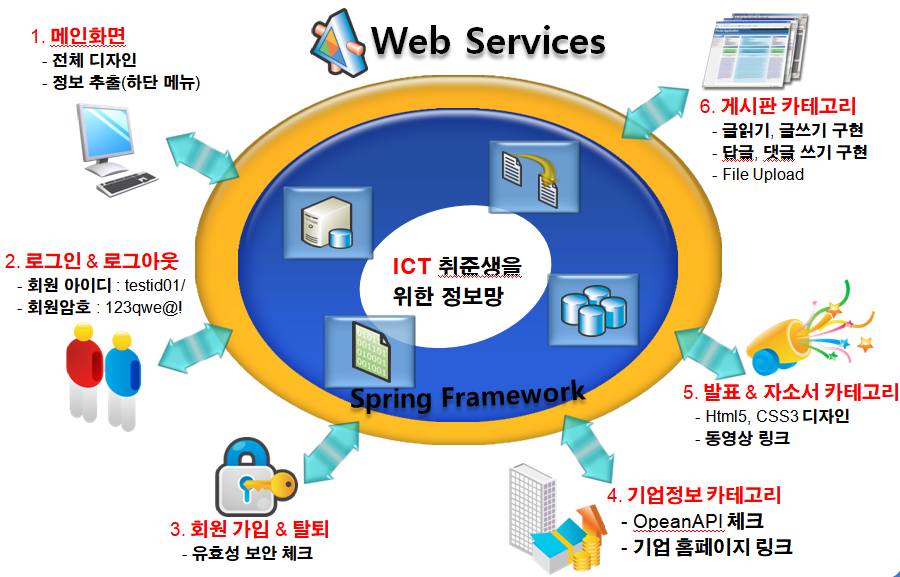 Web Services
1. 메인화면
- 전체 디자인
- 정보 추출(하단 메뉴)
2. 로그인 & 로그아웃
- 회원 아이디 : testid01/
- 회원암호 : 123qwe@!
3. 회원 가입 & 탈퇴
- 유효성 보안 체크
4. 기업정보 카테고리
- OpeanAPI 체크
- 기업 홈페이지 링크
5. 발표 & 자소서 카테고리
- Html5, CSS3 디자인
- 동영상 링크
6. 게시판 카테고리
- 글읽기, 글쓰기 구현
- 답글, 댓글 쓰기 구현
- File Upload
ICT 취준생을
위한 정보망
Spring Framework